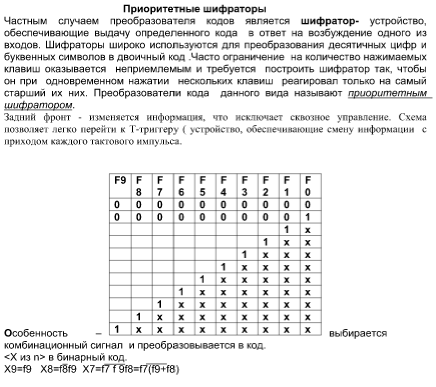 Приоритетные шифраторы
Частным случаем преобразователя кодов является шифратор- устройство,
обеспечивающие выдачу определенного кода в ответ на возбуждение одного из
входов. Шифраторы широко используются для преобразования десятичных цифр и
буквенных символов в двоичный код .Часто ограничение на количество нажимаемых
клавиш оказывается неприемлемым и требуется построить шифратор так, чтобы
он при одновременном нажатии нескольких клавиш реагировал только на самый
старший их них. Преобразователи кода данного вида называют приоритетным
шифратором.
Задний фронт - изменяется информация, что исключает сквозное управление. Схема
позволяет легко перейти к Т-триггеру ( устройство, обеспечивающие смену информации с
приходом каждого тактового импульса.
F9 F F F F F F F F F
8 7 6 5 4 3 2 1 0
0 0 0 0 0 0 0 0 0 0
0 0 0 0 0 0 0 0 0 1
1 x
1 x x
1 x x x
1 x x x x
1 x x x x x
1 x x x x x x
1 x x x x x x x
1 x x x x x x x x
1 x x x x x x x x x
Особенность – выбирается
комбинационный сигнал и преобразовывается в код.
<X из n> в бинарный код.
X9=f9 X8=f8f9 X7=f7 f 9f8=f7(f9+f8)